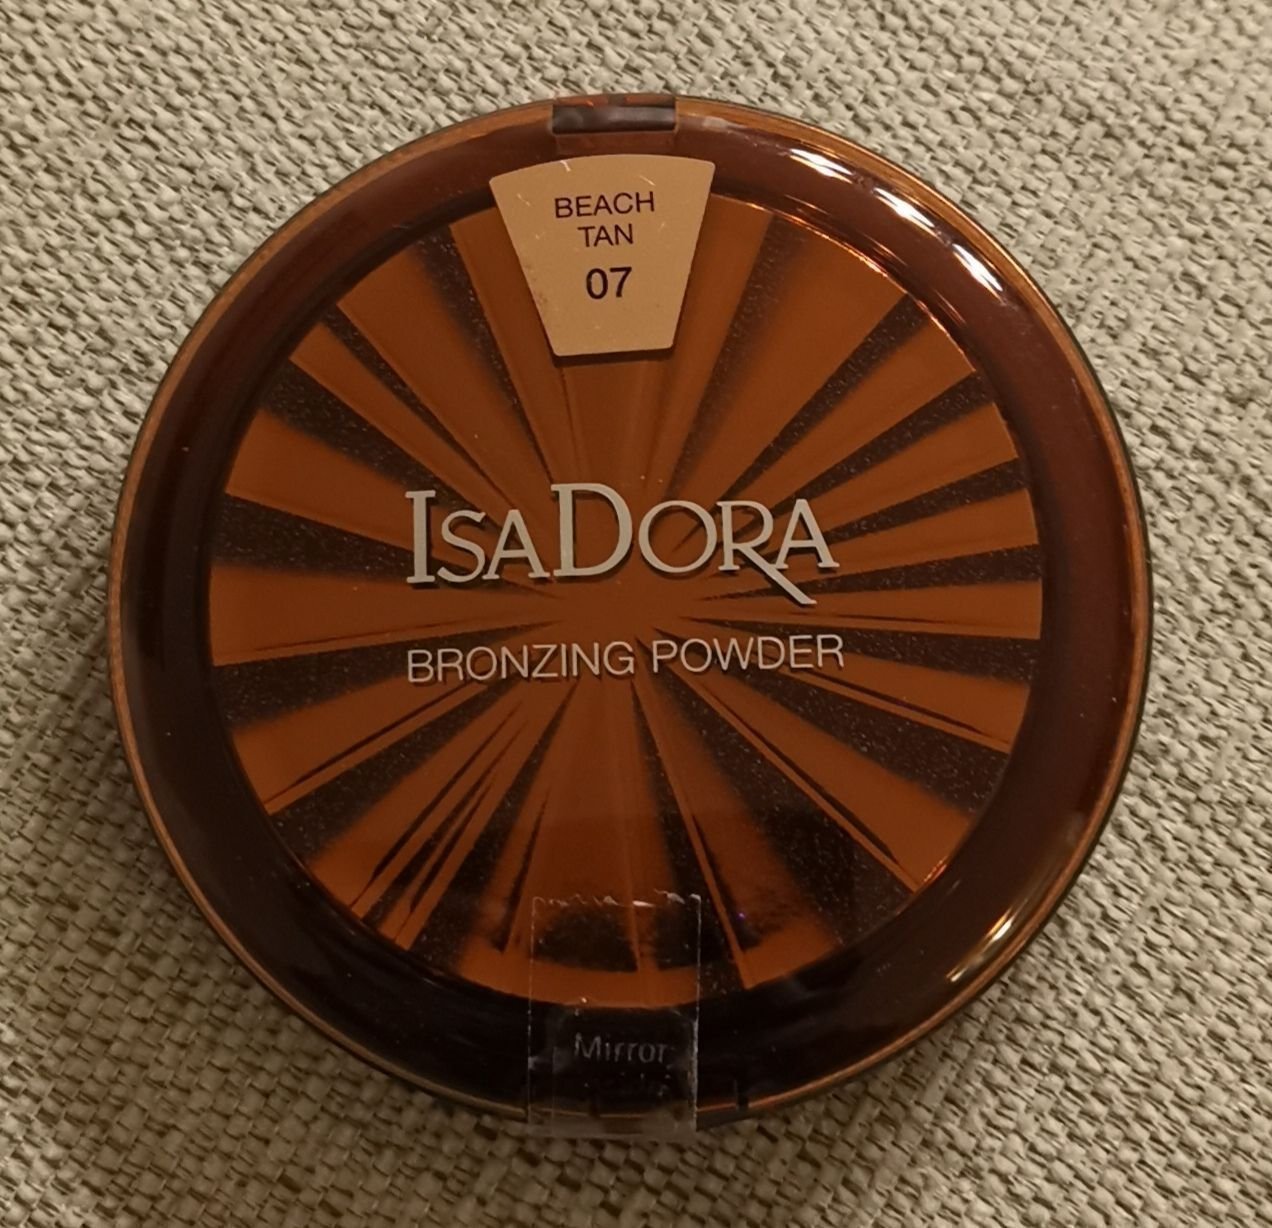 BEACH
TAN
07
ISADORA
BRONZING POWDER
Mirror